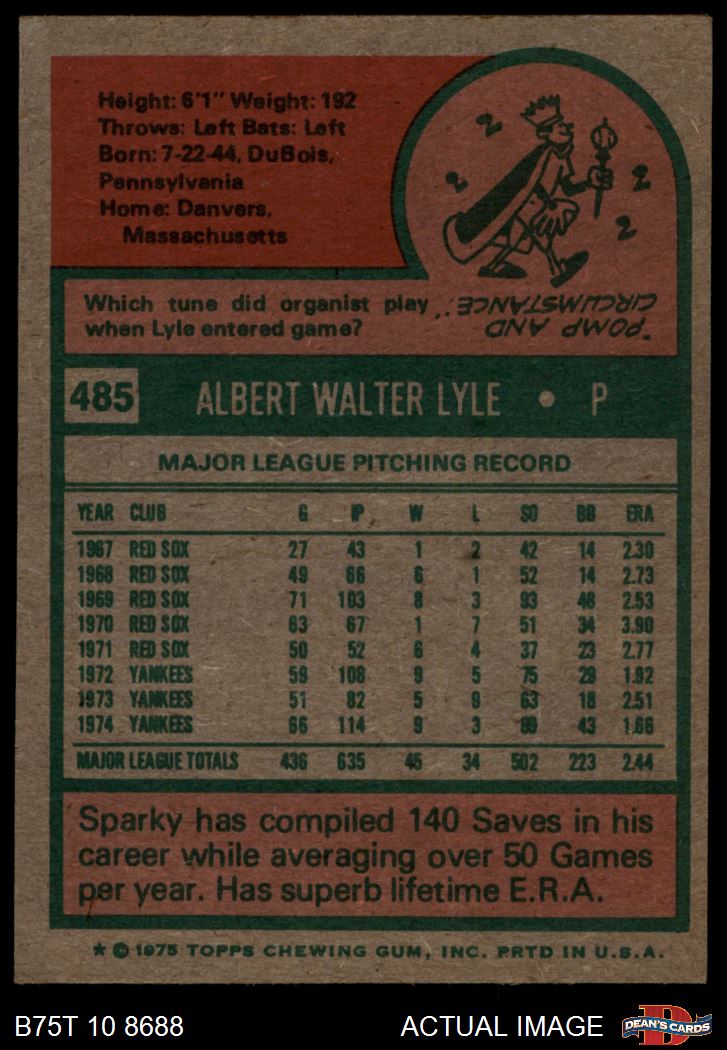 Height: 6'1" Weight: 192
Throws: Left Bats: Left
Born: 7-22-44, DuBois,
Pennsylvania
Home: Danvers,
Massachusetts
2
2
2
2
Which tune did organist play
when Lyle entered game?
"POMP AND
CIRCUMSTANCE".
485 ALBERT WALTER LYLE • P
MAJOR LEAGUE PITCHING RECORD
YEAR CLUB G IP W L SO BB ERA
1967 RED SOX 27 43 1 2 42 14 2.30
1968 RED SOX 49 66 6 1 52 14 2.73
1969 RED SOX 71 103 8 3 93 48 2.53
1970 RED SOX 63 67 1 7 51 34 3.90
1971 RED SOX 50 52 6 4 37 23 2.77
1972 YANKEES 59 108 9 5 75 29 1.92
1973 YANKEES 51 82 5 9 63 18 2.51
1974 YANKEES 66 114 9 3 89 43 1.66
MAJOR LEAGUE TOTALS 436 635 45 34 502 223 2.44
Sparky has compiled 140 Saves in his
career while averaging over 50 Games
per year. Has superb lifetime E.R.A.
* © 1975 TOPPS CHEWING GUM, INC. PRTD IN U.S.A.
B75T 10 8688 ACTUAL IMAGE
D
DEAN'S CARDS